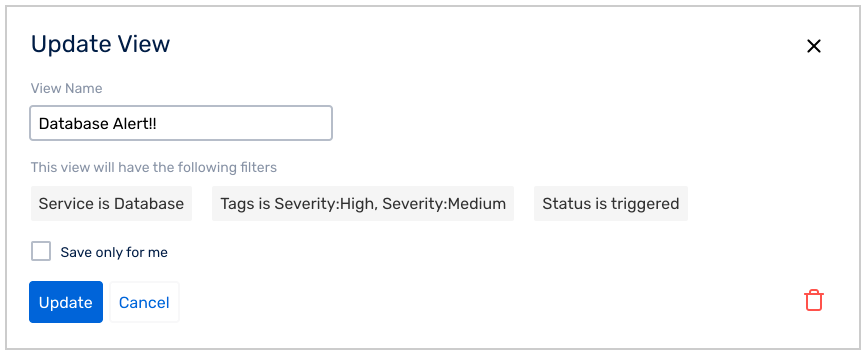 Update View
View Name
Database Alert!!
This view will have the following filters
Service is Database Tags is Severity:High, Severity:Medium Status is triggered
Save only for me
Update Cancel